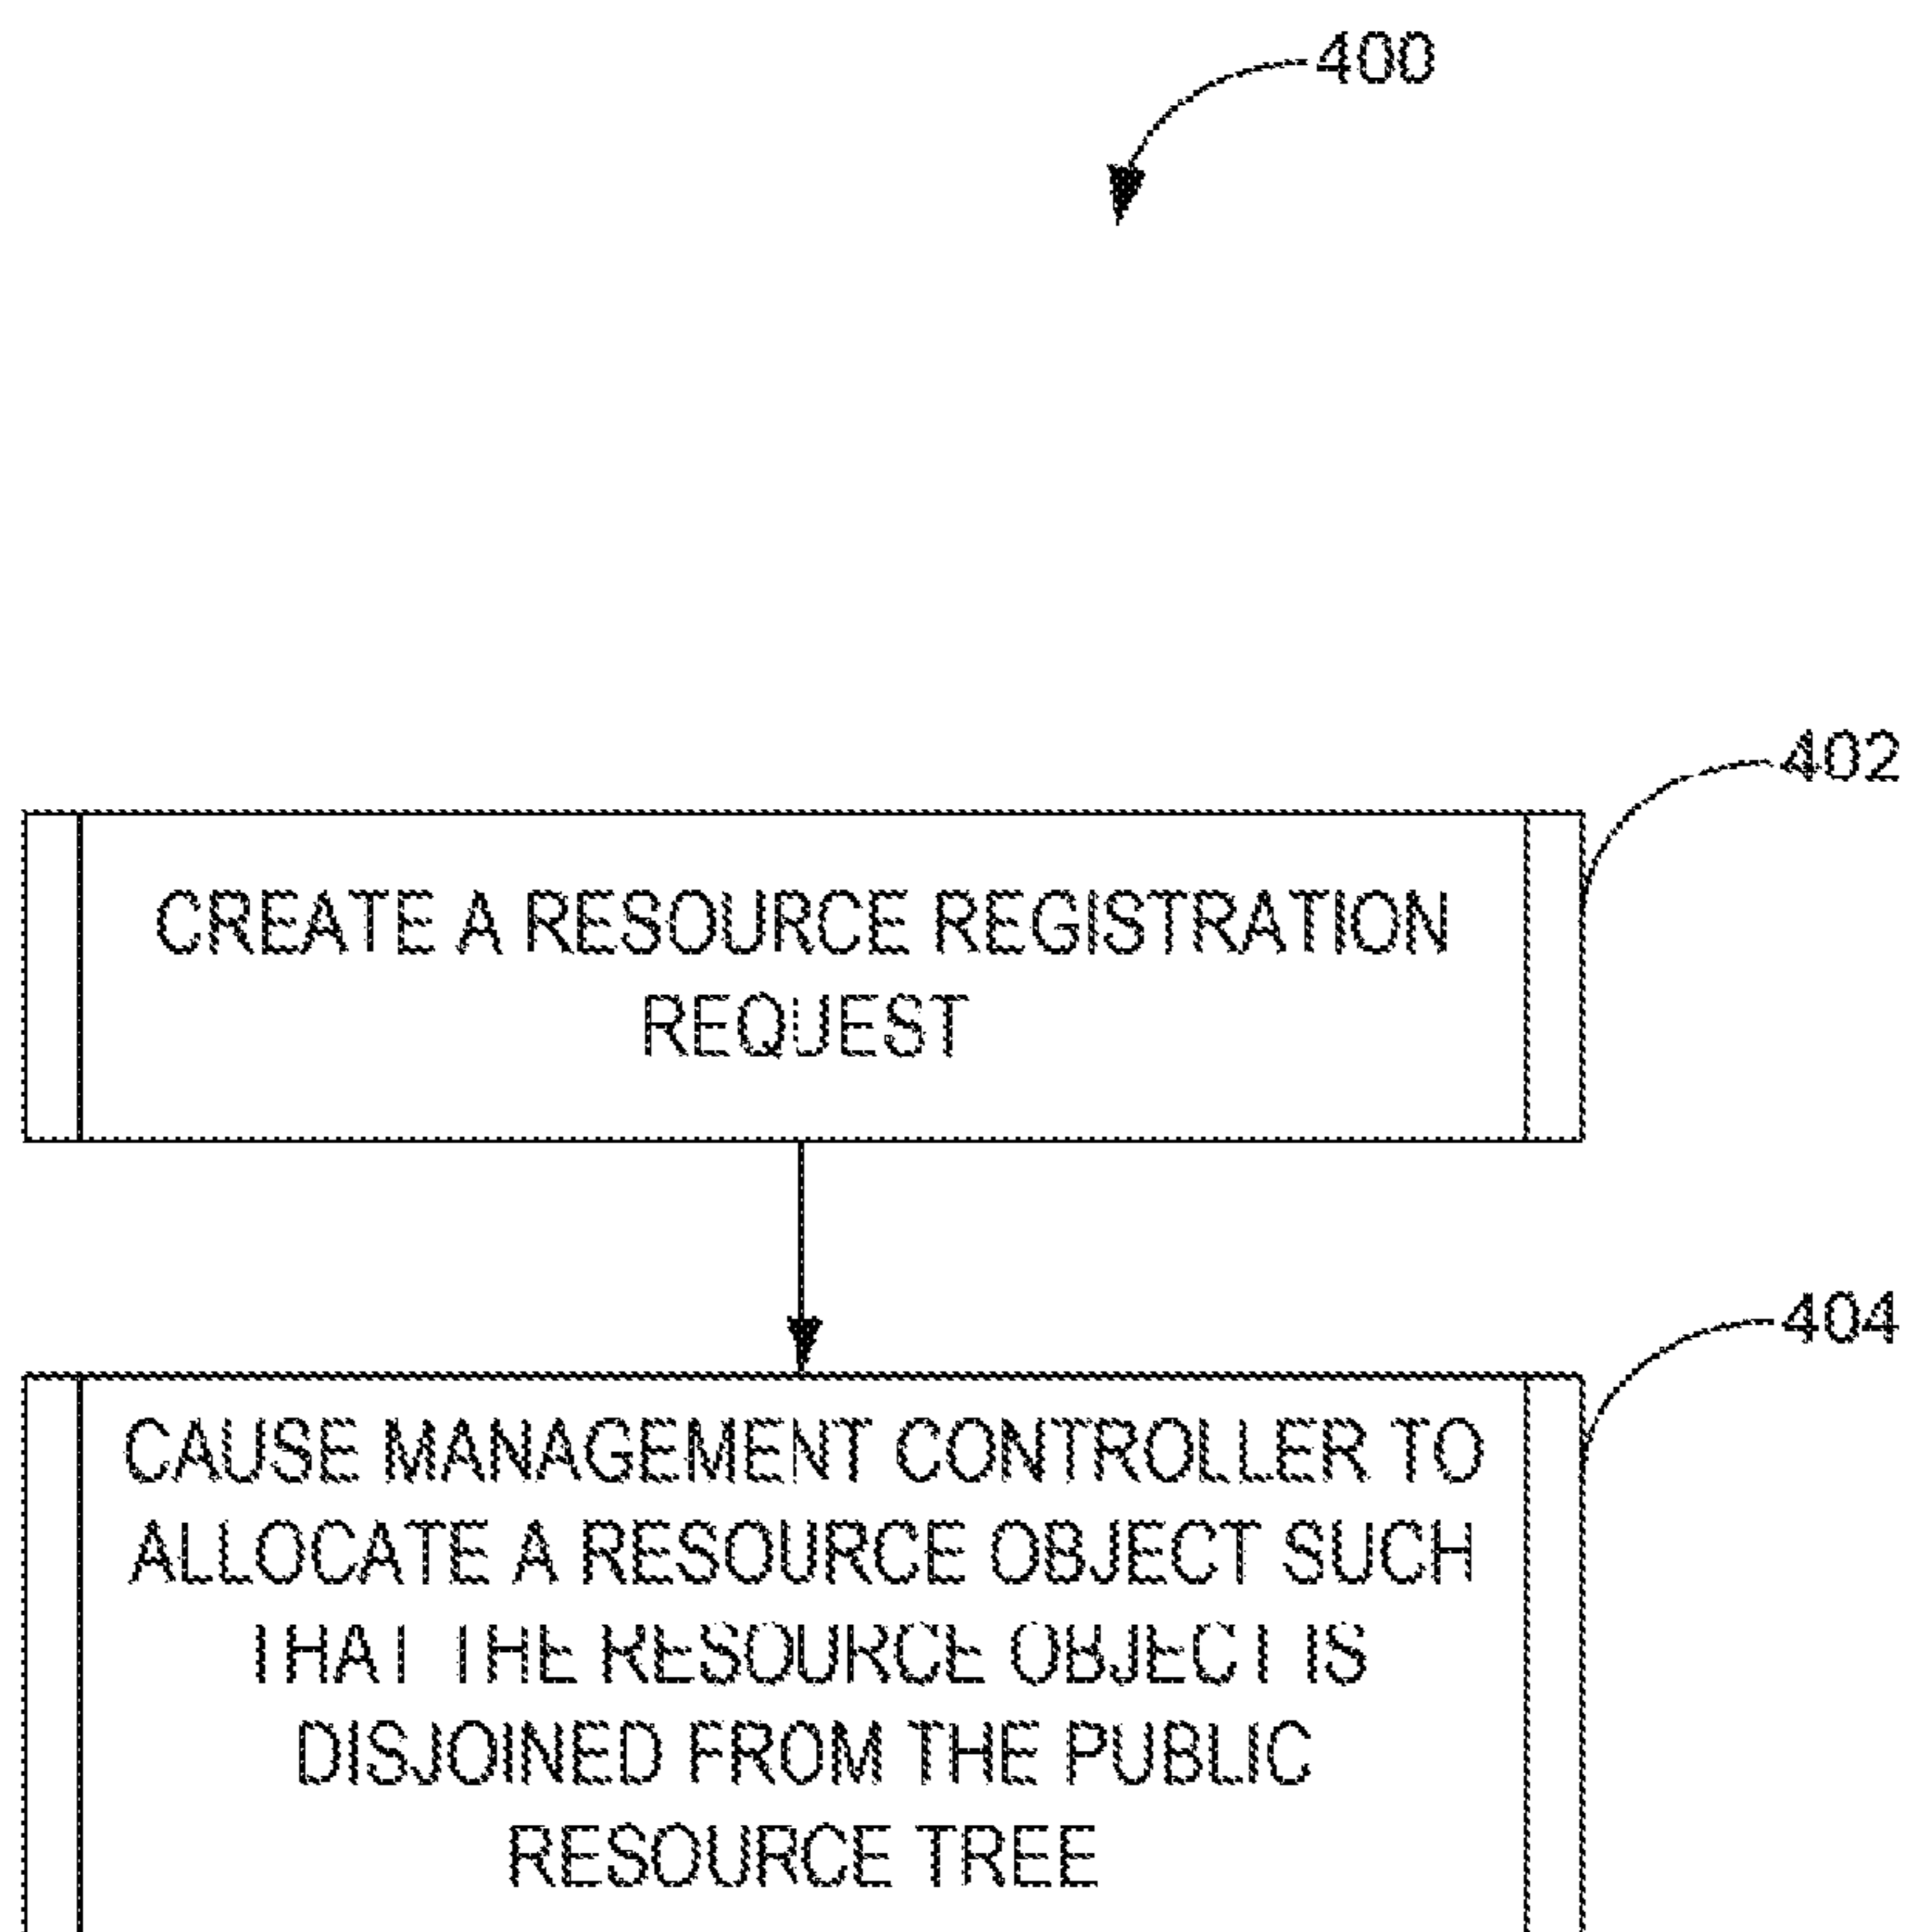 400
402
CREATE A RESOURCE REGISTRATION
REQUEST
404
CAUSE MANAGEMENT CONTROLLER TO
ALLOCATE A RESOURCE OBJECT SUCH
THAT THE RESOURCE OBJECT IS
DISJOINED FROM THE PUBLIC
RESOURCE TREE